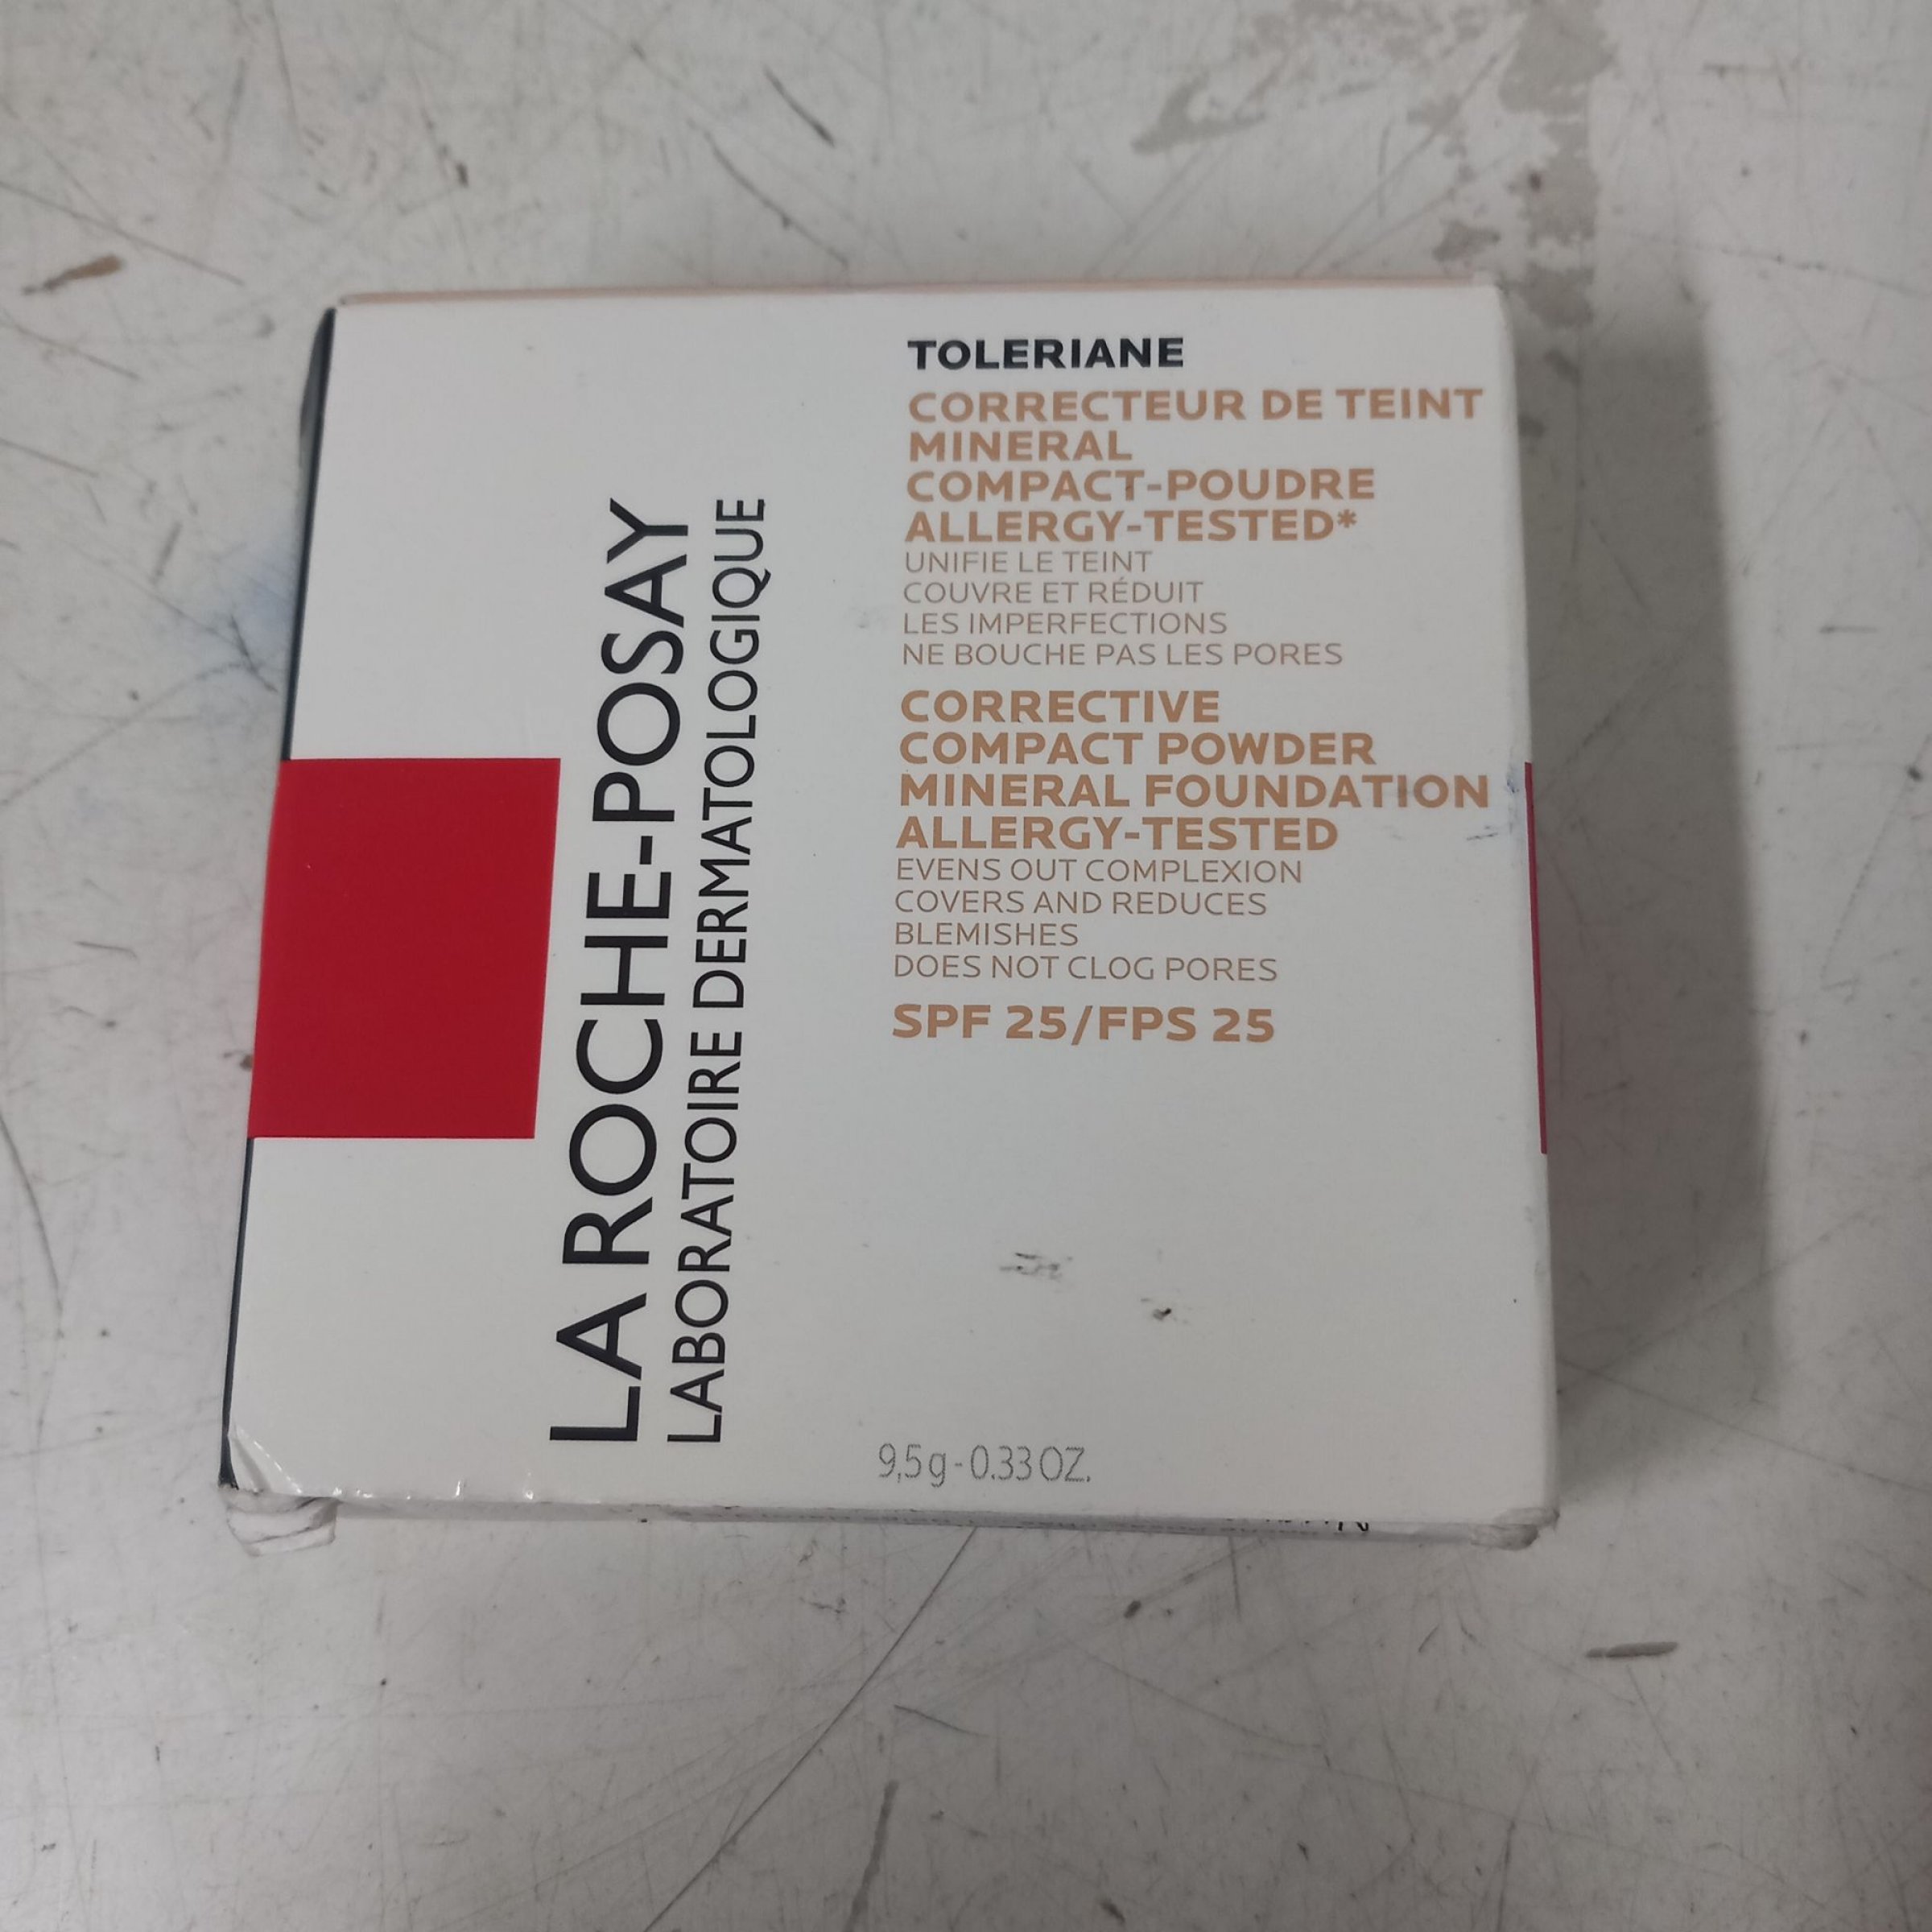 LA ROCHE-POSAY
LABORATOIRE DERMATOLOGIQUE
TOLERIANE
CORRECTEUR DE TEINT
MINERAL
COMPACT-POUDRE
ALLERGY-TESTED*
UNIFIE LE TEINT
COUVRE ET RÉDUIT
LES IMPERFECTIONS
NE BOUCHE PAS LES PORES
CORRECTIVE
COMPACT POWDER
MINERAL FOUNDATION
ALLERGY-TESTED
EVENS OUT COMPLEXION
COVERS AND REDUCES
BLEMISHES
DOES NOT CLOG PORES
SPF 25/FPS 25
9,5g - 0.33 OZ.